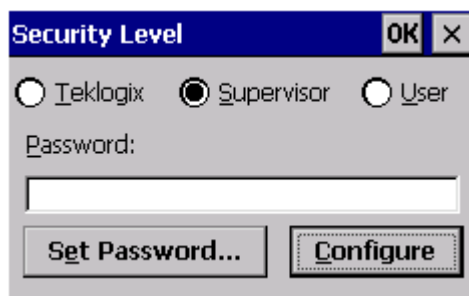 Security Level OK ×
Teklogix Supervisor User
Password:
Set Password... Configure